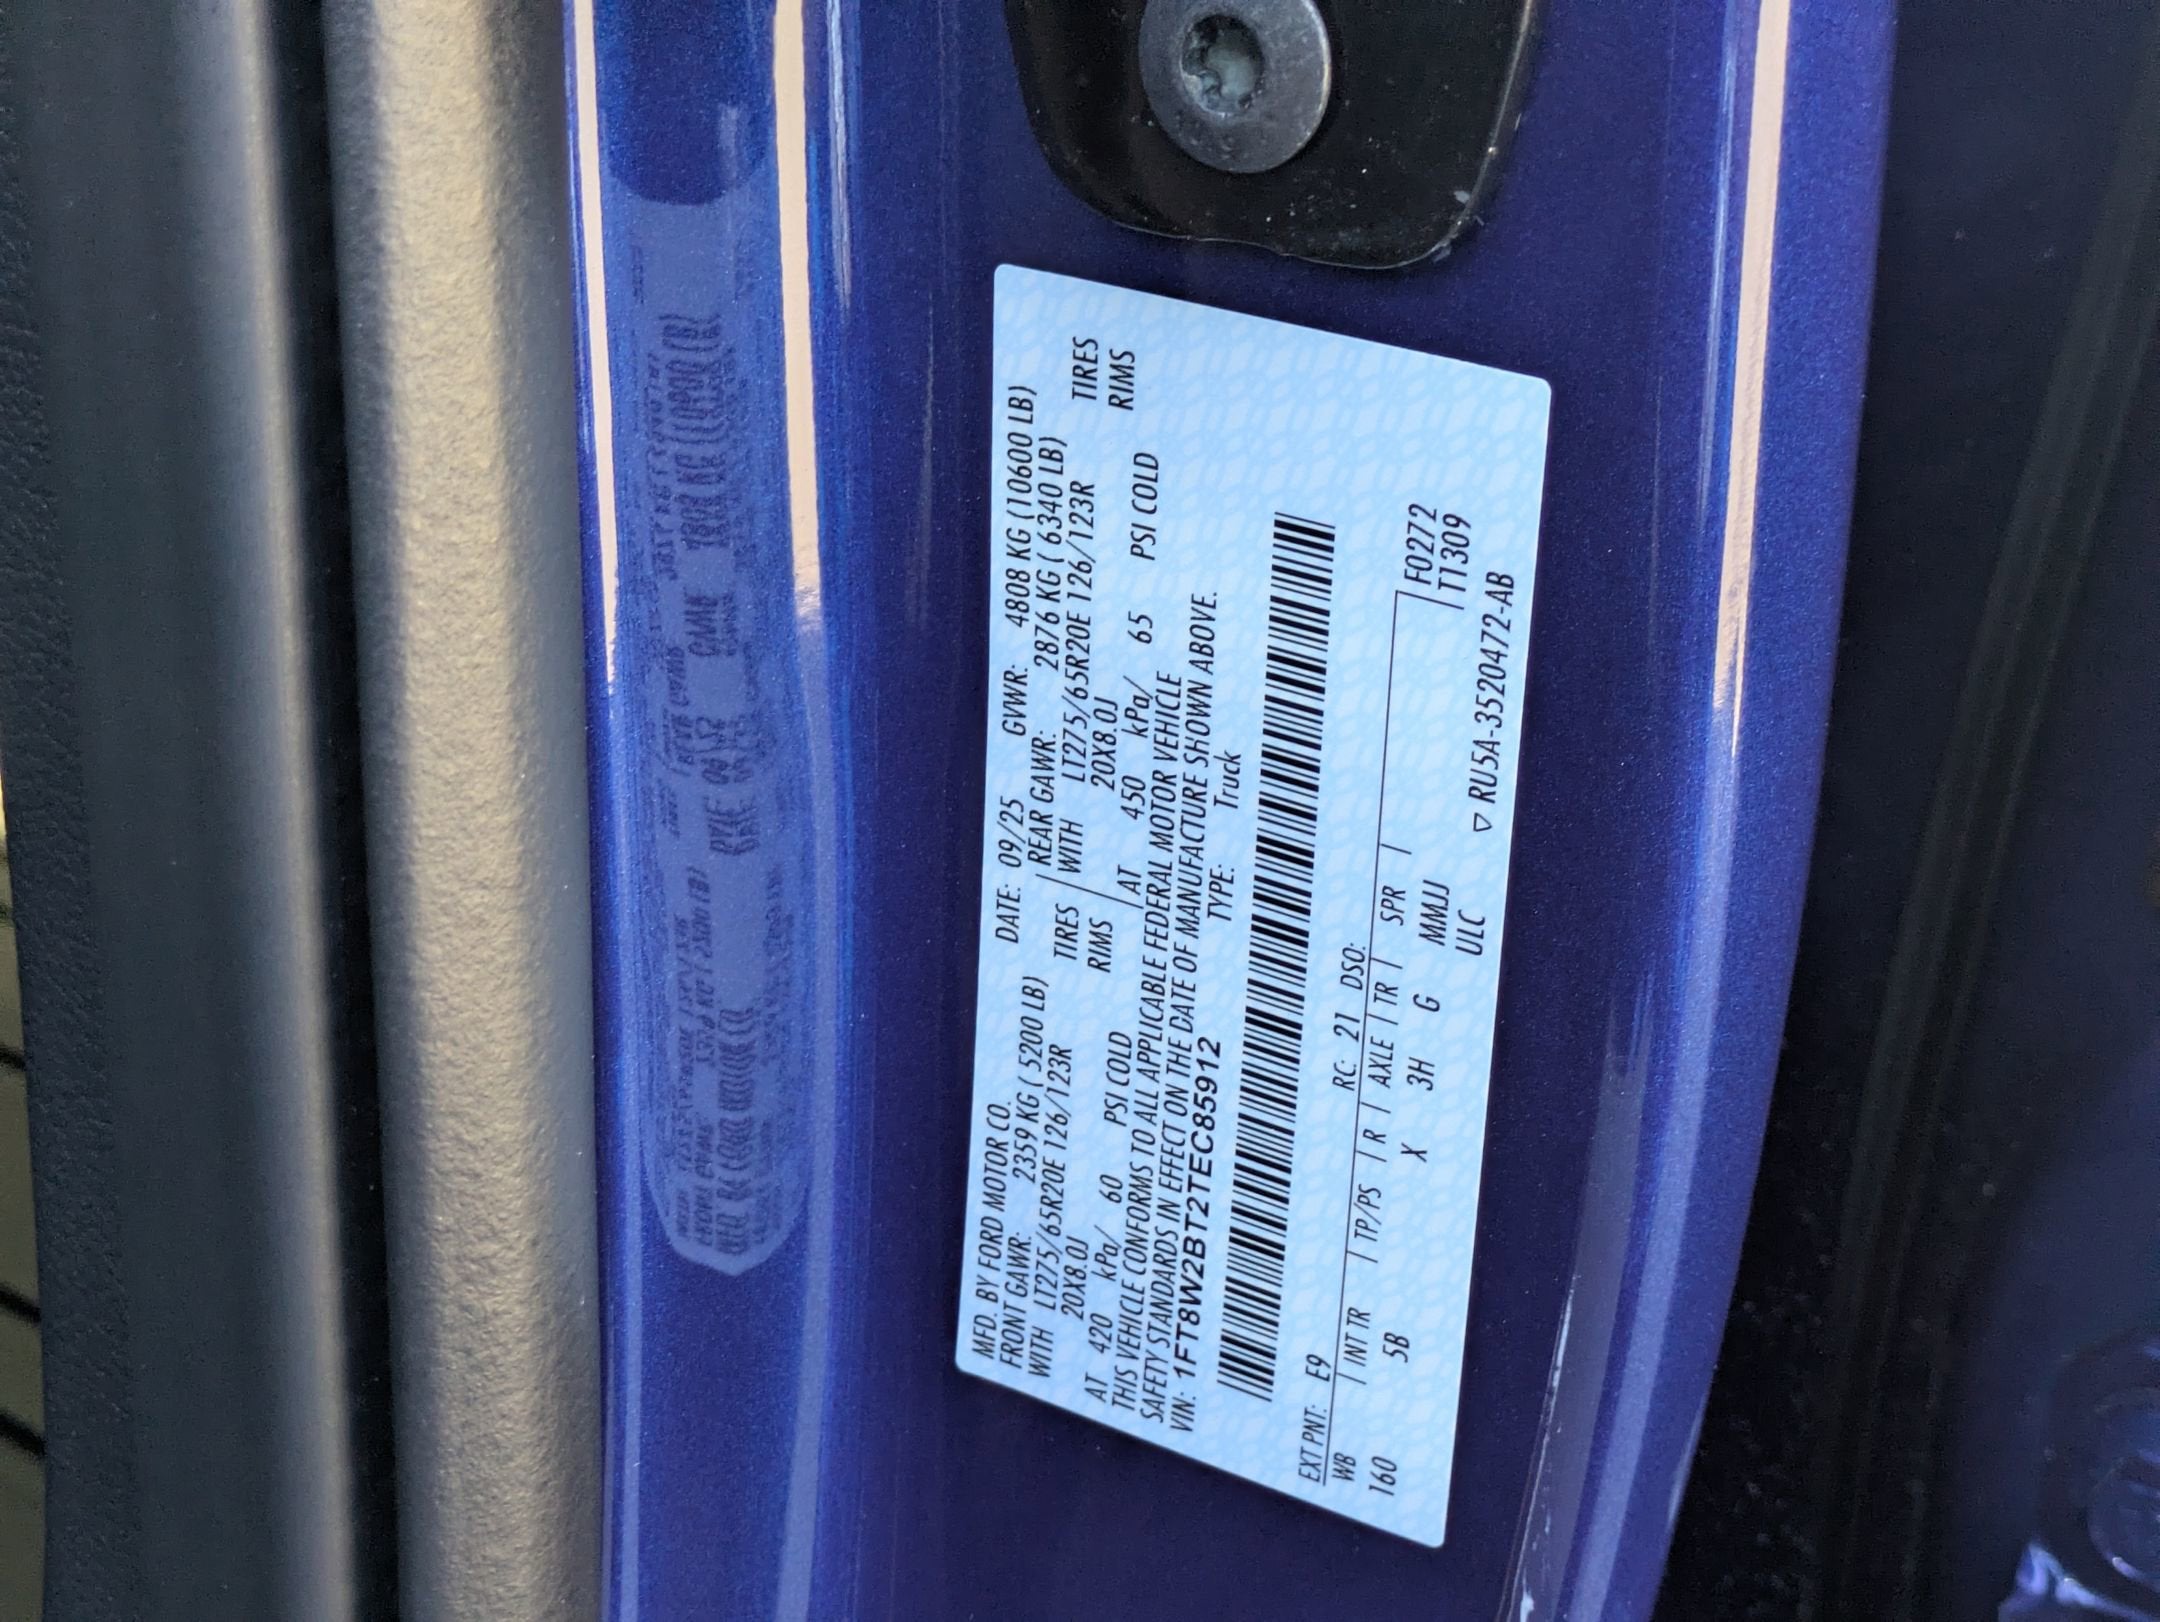 MFD. BY FORD MOTOR CO. DATE: 09/25 GVWR: 4808 KG (10600 LB)
FRONT GAWR: 2359 KG ( 5200 LB) REAR GAWR: 2876 KG ( 6340 LB)
WITH LT275/65R20E 126/123R TIRES WITH LT275/65R20E 126/123R TIRES
20X8.0J RIMS 20X8.0J RIMS
AT 420 kPa/ 60 PSI COLD AT 450 kPa/ 65 PSI COLD
THIS VEHICLE CONFORMS TO ALL APPLICABLE FEDERAL MOTOR VEHICLE
SAFETY STANDARDS IN EFFECT ON THE DATE OF MANUFACTURE SHOWN ABOVE.
VIN: 1FT8W2BT2TEC85912 TYPE: Truck
EXT PNT: E9 RC: 21 DSO:
WB | INT TR | TP/PS | R | AXLE | TR | SPR | F0272
160 5B X 3H G MMJJ T1309
ULC ▽ RU5A-3520472-AB